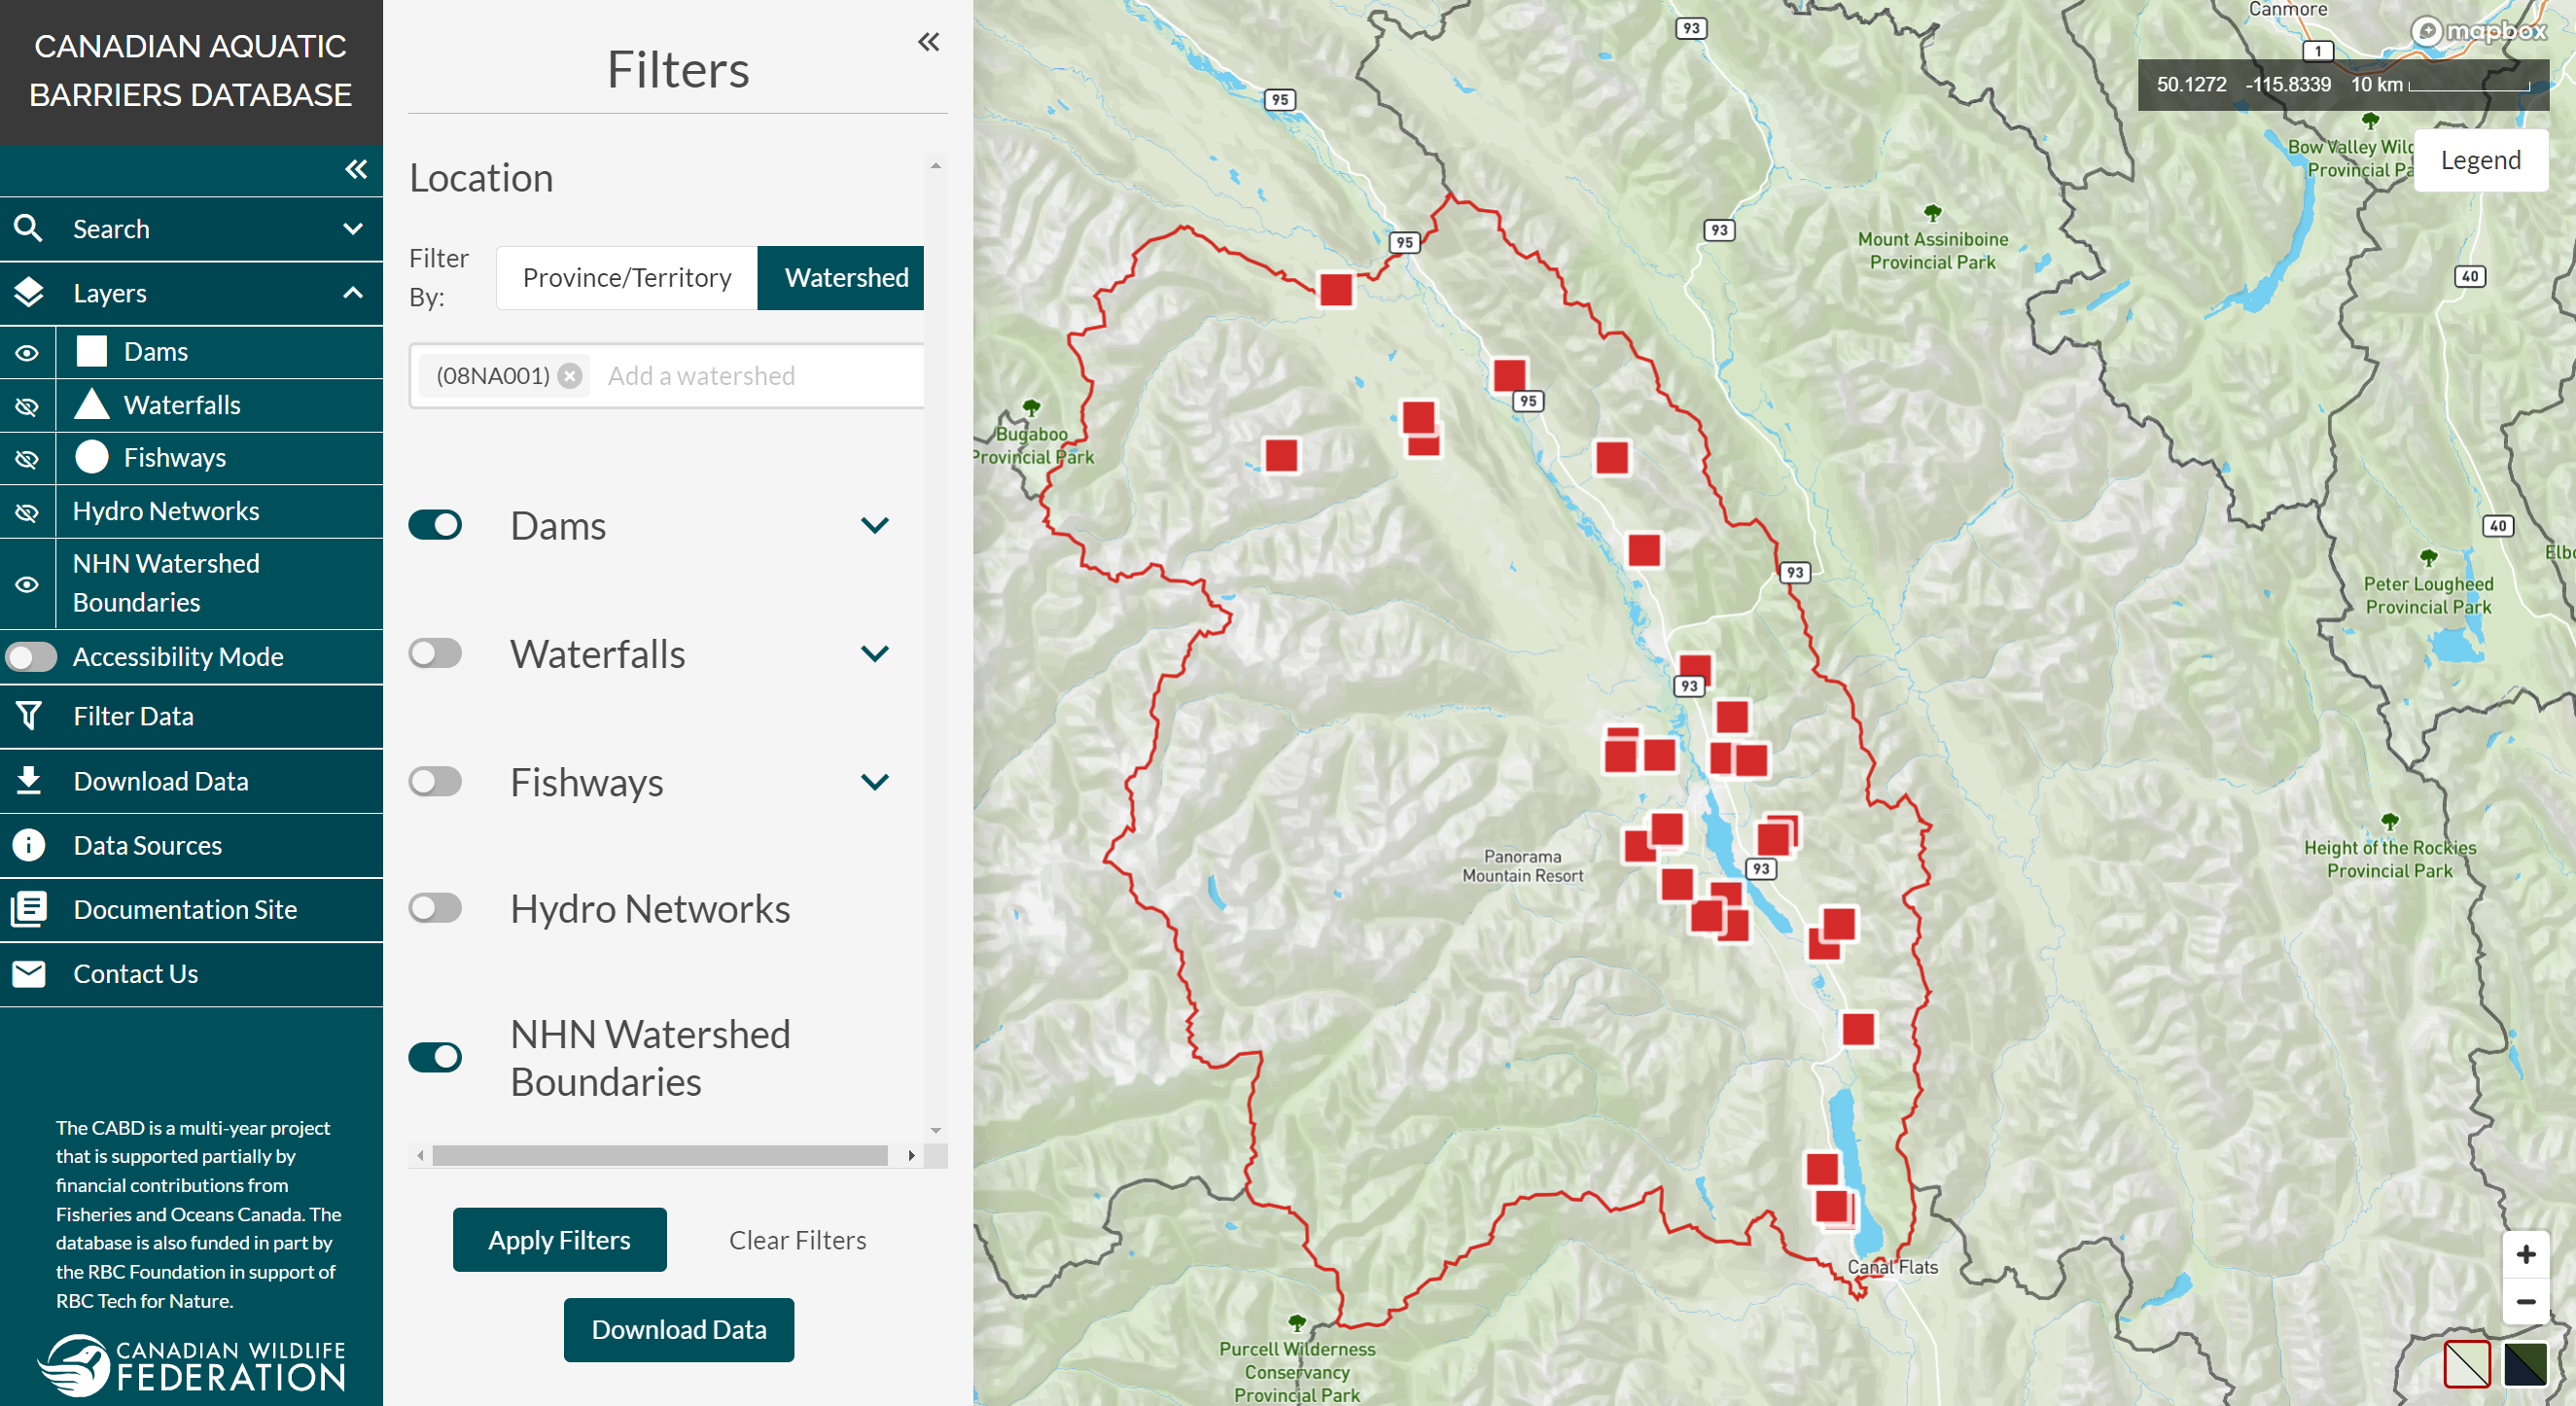 CANADIAN AQUATIC
BARRIERS DATABASE
Search
Layers
Dams
Waterfalls
Fishways
Hydro Networks
NHN Watershed
Boundaries
Accessibility Mode
Filter Data
Download Data
Data Sources
Documentation Site
Contact Us
The CABD is a multi-year project
that is supported partially by
financial contributions from
Fisheries and Oceans Canada. The
database is also funded in part by
the RBC Foundation in support of
RBC Tech for Nature.
CANADIAN WILDLIFE
FEDERATION
Filters
Location
Filter
By:
Province/Territory
Watershed
(08NA001)
Add a watershed
Dams
Waterfalls
Fishways
Hydro Networks
NHN Watershed
Boundaries
Apply Filters
Clear Filters
Download Data
Canmore
93
1
mapbox
50.1272 -115.8339 10 km
95
Bow Valley Wild
Provincial Pa
Legend
Mount Assiniboine
Provincial Park
93
95
40
95
Bugaboo
Provincial Park
40
Elbo
93
Peter Lougheed
Provincial Park
93
Height of the Rockies
Provincial Park
Panorama
Mountain Resort
93
Canal Flats
Purcell Wilderness
Conservancy
Provincial Park
+
−